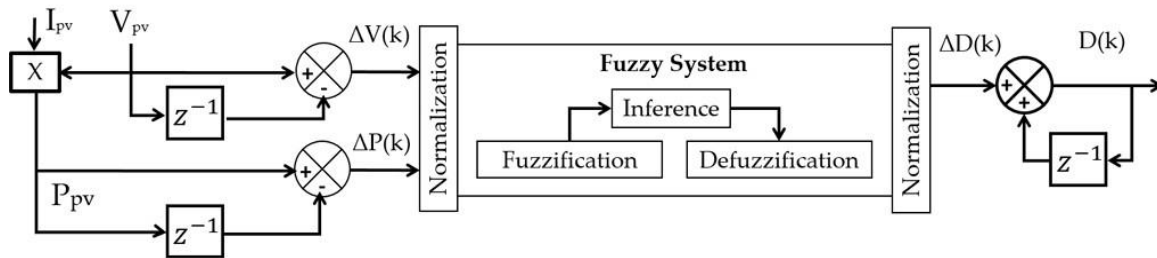 Ipv
Vpv
X
ΔV(k)
+
-
z⁻¹
ΔP(k)
+
-
Ppv
z⁻¹
Normalization
Fuzzy System
Inference
Fuzzification
Defuzzification
Normalization
ΔD(k)
D(k)
+
+
z⁻¹